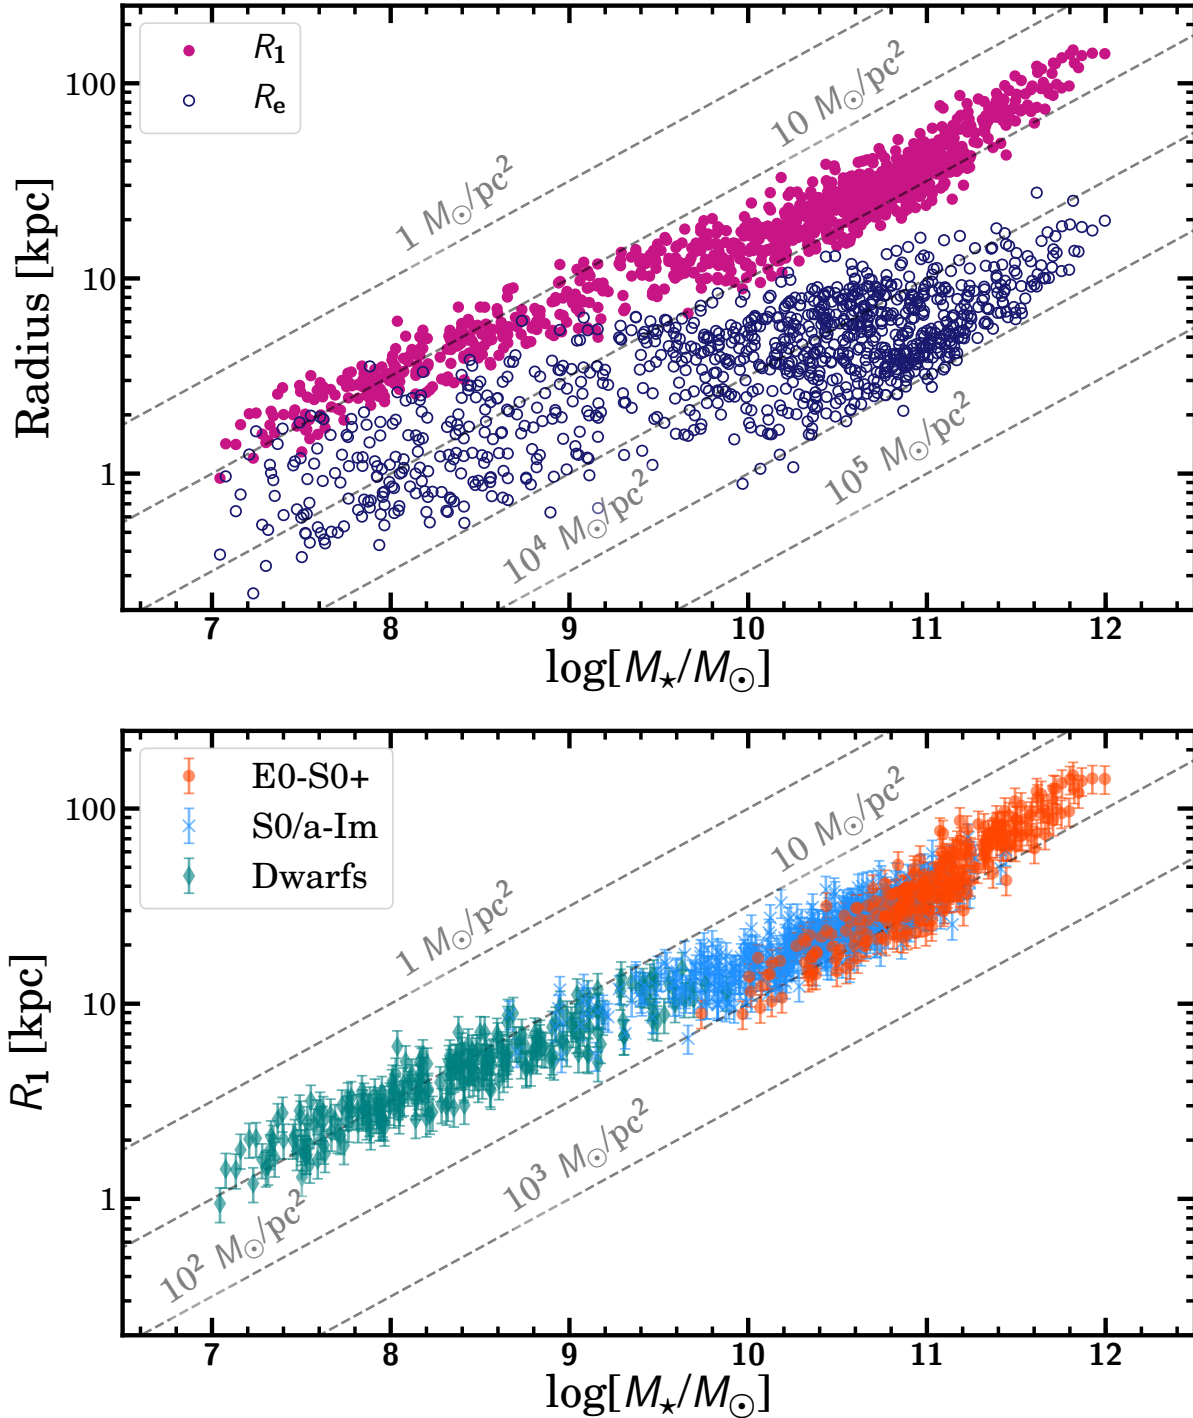 R₁
Rₑ
100
10
1
Radius [kpc]
1 M⊙/pc²
10 M⊙/pc²
10⁴ M⊙/pc²
10⁵ M⊙/pc²
7 8 9 10 11 12
log[M⋆/M⊙]
E0-S0+
S0/a-Im
Dwarfs
100
10
1
R₁ [kpc]
1 M⊙/pc²
10 M⊙/pc²
10² M⊙/pc²
10³ M⊙/pc²
7 8 9 10 11 12
log[M⋆/M⊙]